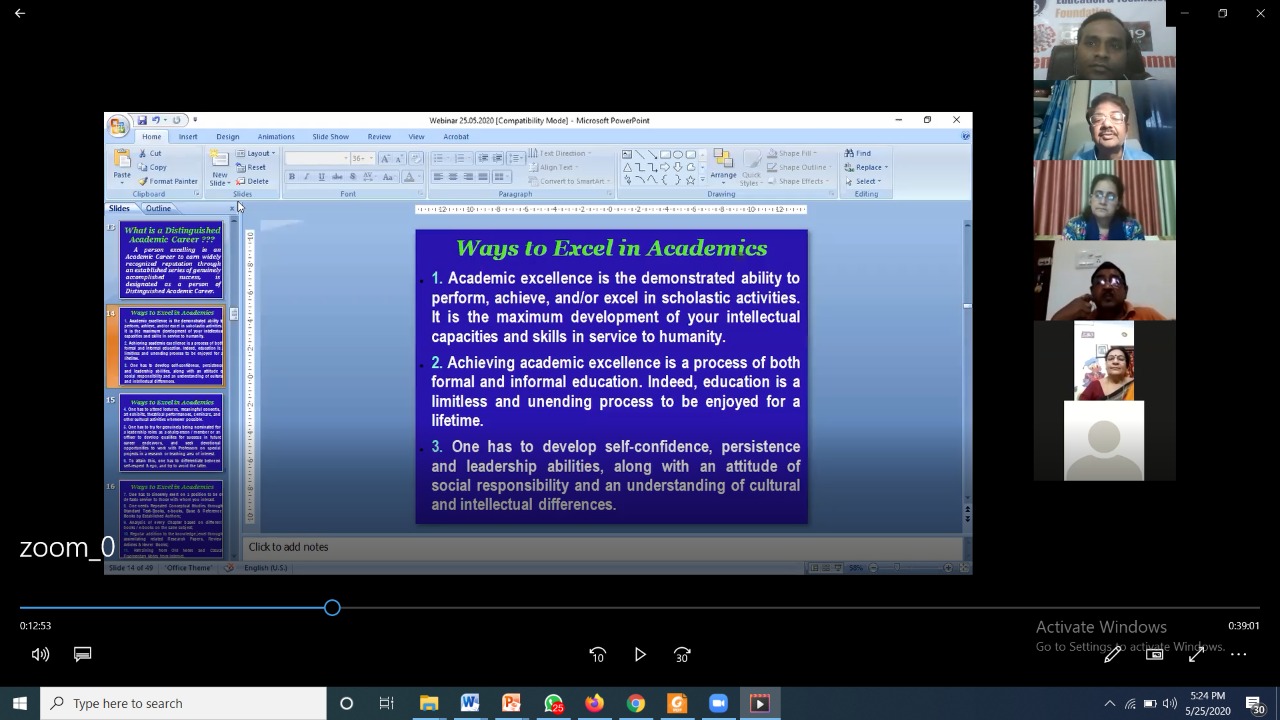 Education & Technology
Foundation
Webinar 25.05.2020 [Compatibility Mode] - Microsoft PowerPoint
Home Insert Design Animations Slide Show Review View Acrobat
Paste
Cut
Copy
Format Painter
Clipboard
New
Slide
Layout
Reset
Delete
Slides
36
Font
Text Direction
Align Text
Convert to SmartArt
Paragraph
Arrange
Quick
Styles
Shape Fill
Shape Outline
Shape Effects
Drawing
Find
Replace
Select
Editing
Slides Outline
13
What is a Distinguished
Academic Career ???
A person excelling in an
Academic Career to earn widely
recognized reputation through
an established series of genuinely
accomplished success, is
designated as a person of
Distinguished Academic Career.
14
Ways to Excel in Academics
15
Ways to Excel in Academics
16
Ways to Excel in Academics
Ways to Excel in Academics
1. Academic excellence is the demonstrated ability to
perform, achieve, and/or excel in scholastic activities.
It is the maximum development of your intellectual
capacities and skills in service to humanity.
2. Achieving academic excellence is a process of both
formal and informal education. Indeed, education is a
limitless and unending process to be enjoyed for a
lifetime.
3. One has to develop self-confidence, persistence
and leadership abilities, along with an attitude of
social responsibility and an understanding of cultural
and intellectual differences.
Click to add notes
Slide 14 of 49 "Office Theme" English (U.S.) 58%
zoom_0
0:12:53
0:39:01
10
30
Activate Windows
Go to Settings to activate Windows.
Type here to search
25
5:24 PM
5/25/2020
30